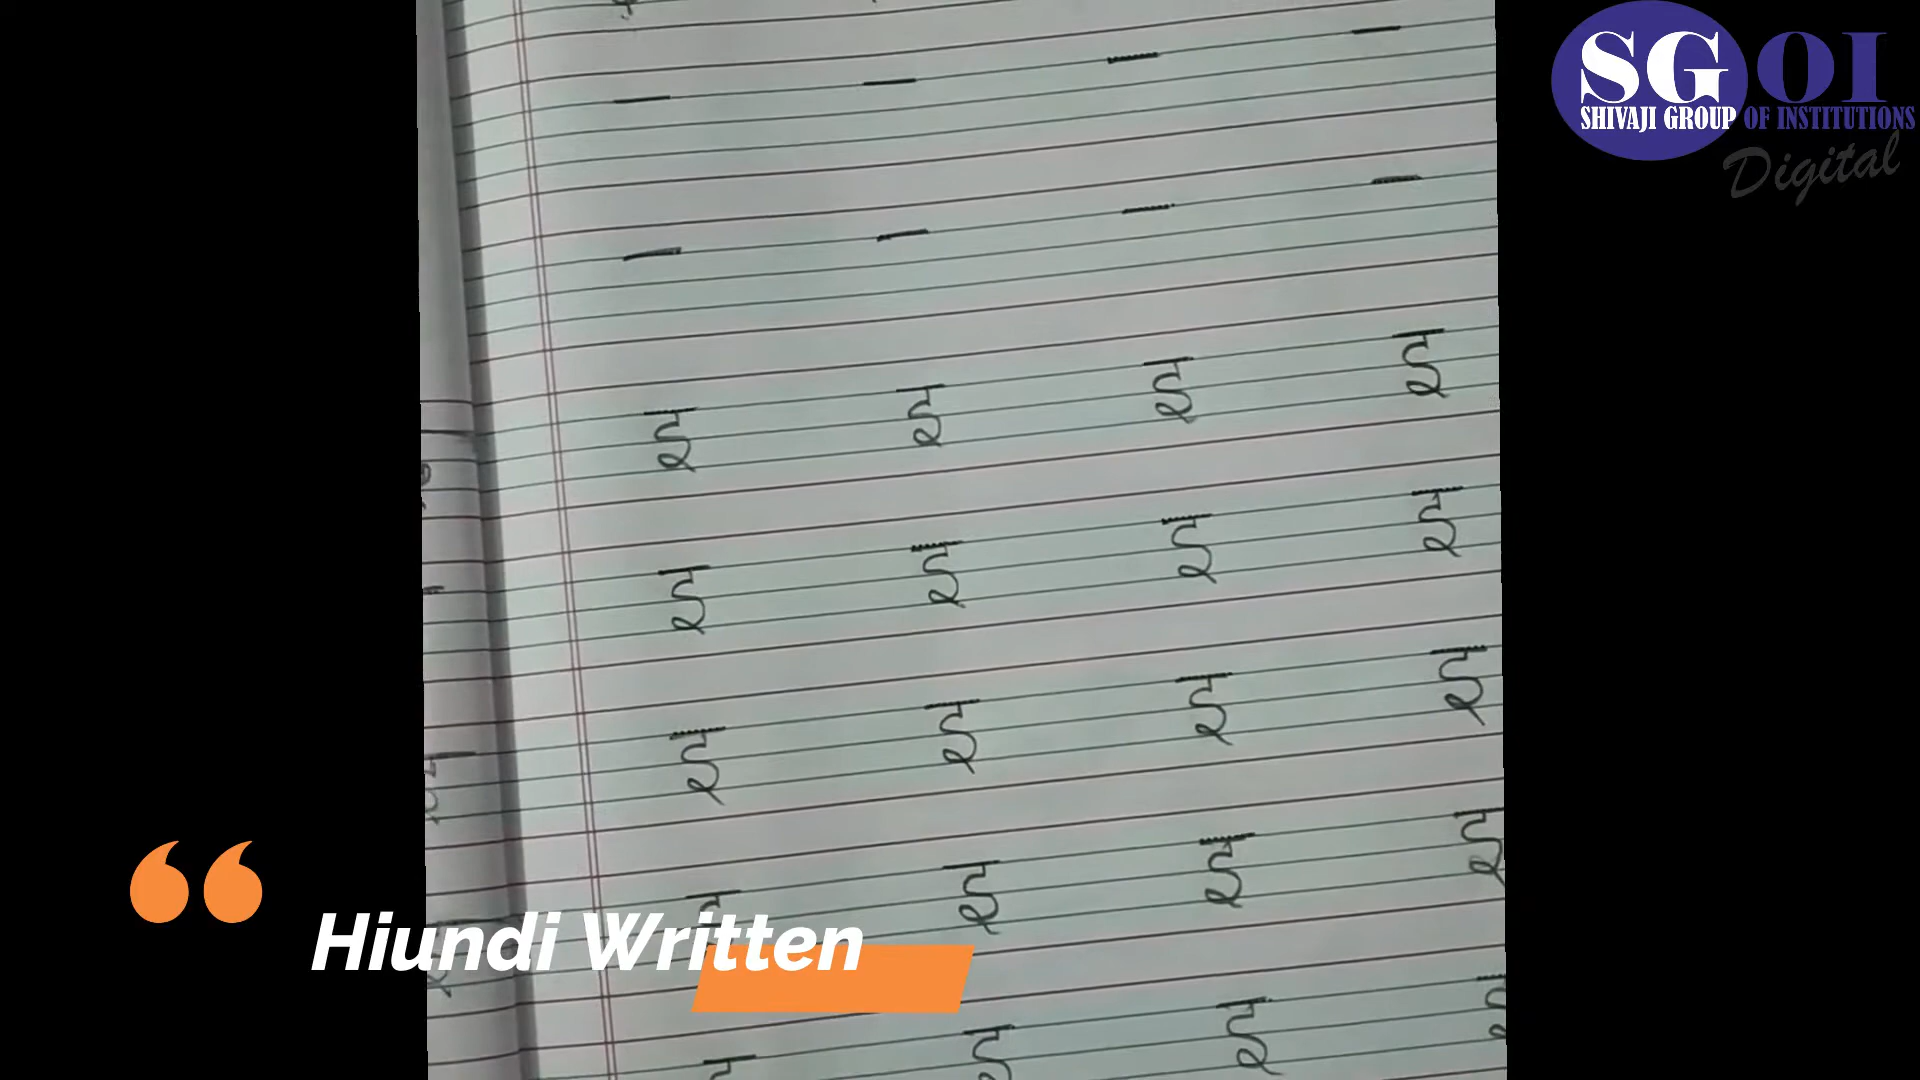 SGOI
SHIVAJI GROUP OF INSTITUTIONS
Digital
इ इ इ इ
इ इ इ इ
इ इ इ इ
इ इ इ
इ इ
Hiundi Written